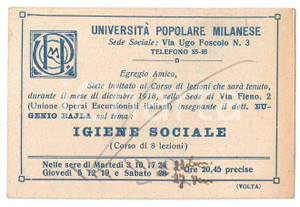 UNIVERSITÀ POPOLARE MILANESE
Sede Sociale: Via Ugo Foscolo N. 3
TELEFONO 85-86
Egregio Amico,
Siete invitato al Corso di lezioni che sarà tenuto,
durante il mese di dicembre 1918, nella Sede di Via Fieno, 2
(Unione Operai Escursionisti Italiani) insegnante il dott. EU-
GENIO BAJLA sul tema:
IGIENE SOCIALE
(Corso di 8 lezioni)
Nelle sere di Martedì 3, 10, 17, 24
Giovedì 5, 12, 19, e Sabato 28
Ore 20,45 precise
(VOLTA)